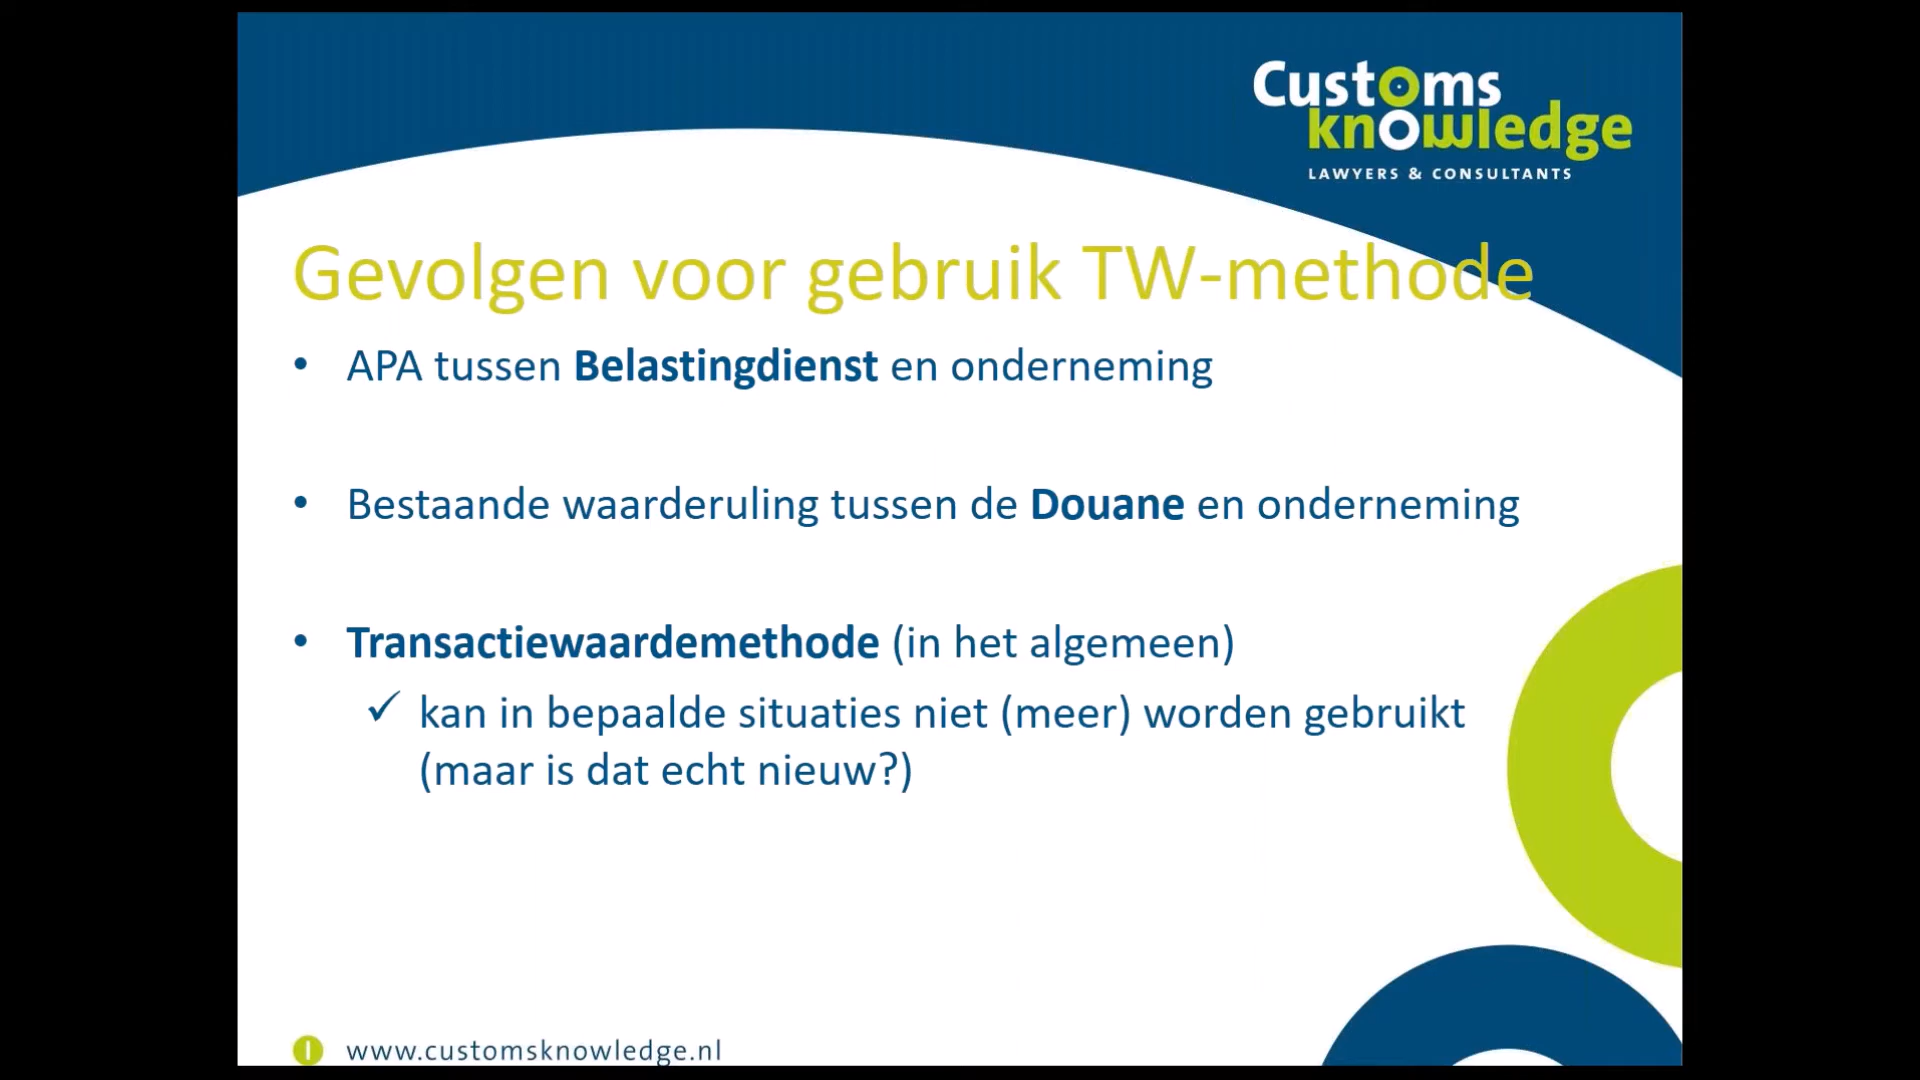 Customs
knowledge
LAWYERS & CONSULTANTS
Gevolgen voor gebruik TW-methode
• APA tussen Belastingdienst en onderneming
• Bestaande waarderuling tussen de Douane en onderneming
• Transactiewaardemethode (in het algemeen)
✓ kan in bepaalde situaties niet (meer) worden gebruikt
(maar is dat echt nieuw?)
www.customsknowledge.nl